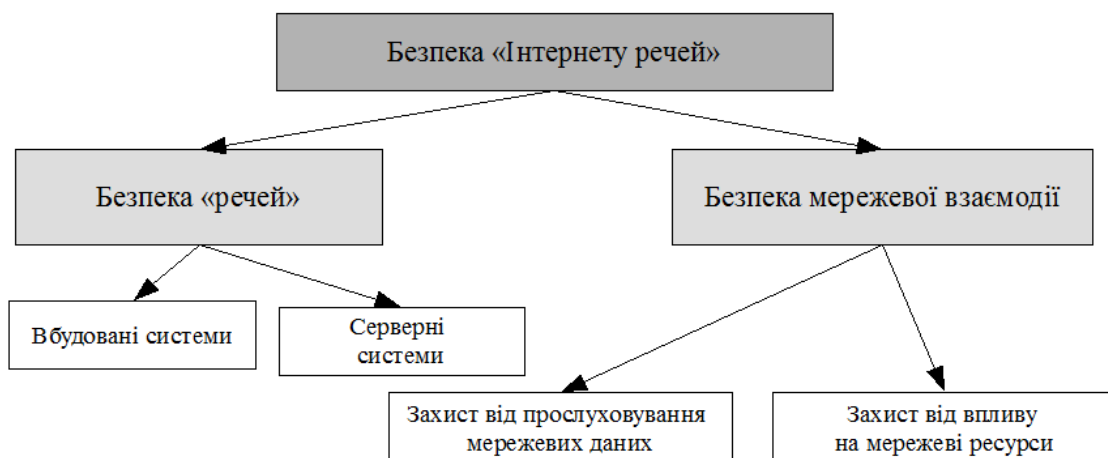 Безпека «Інтернету речей»
Безпека «речей»
Безпека мережевої взаємодії
Вбудовані системи
Серверні
системи
Захист від прослуховування
мережевих даних
Захист від впливу
на мережеві ресурси